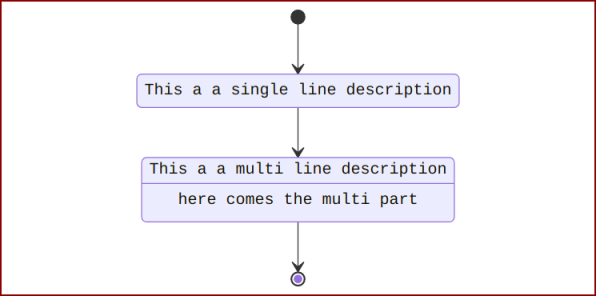 This a a single line description
This a a multi line description
here comes the multi part